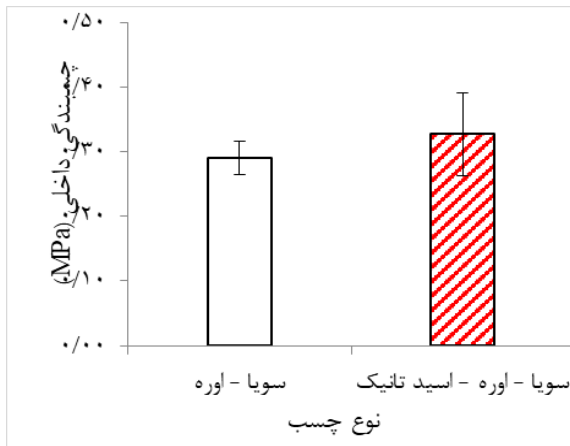 چسبندگی داخلی (MPa)
۰/۵۰
۰/۴۰
۰/۳۰
۰/۲۰
۰/۱۰
۰/۰۰
سویا - اوره
سویا - اوره - اسید تانیک
نوع چسب